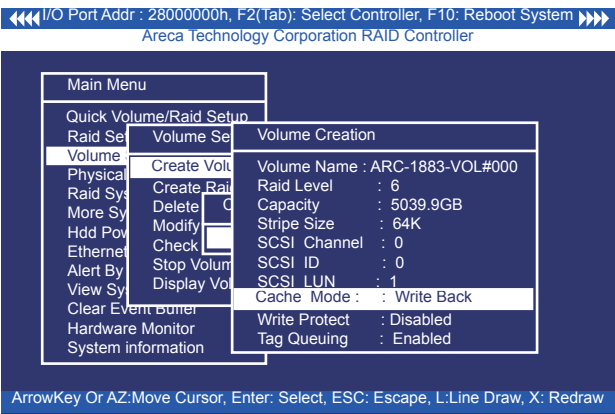 I/O Port Addr : 28000000h, F2(Tab): Select Controller, F10: Reboot System
Areca Technology Corporation RAID Controller
Main Menu
Quick Volume/Raid Setup
Raid Set
Volume
Physical
Raid Sys
More Sy
Hdd Pow
Ethernet
Alert By
View Sy
Clear Event Buffer
Hardware Monitor
System information
Volume Se
Create Volu
Create Rai
Delete
Modify
Check
Stop Volum
Display Vol
C
Volume Creation
Volume Name : ARC-1883-VOL#000
Raid Level : 6
Capacity : 5039.9GB
Stripe Size : 64K
SCSI Channel : 0
SCSI ID : 0
SCSI LUN : 1
Cache Mode : : Write Back
Write Protect : Disabled
Tag Queuing : Enabled
ArrowKey Or AZ:Move Cursor, Enter: Select, ESC: Escape, L:Line Draw, X: Redraw